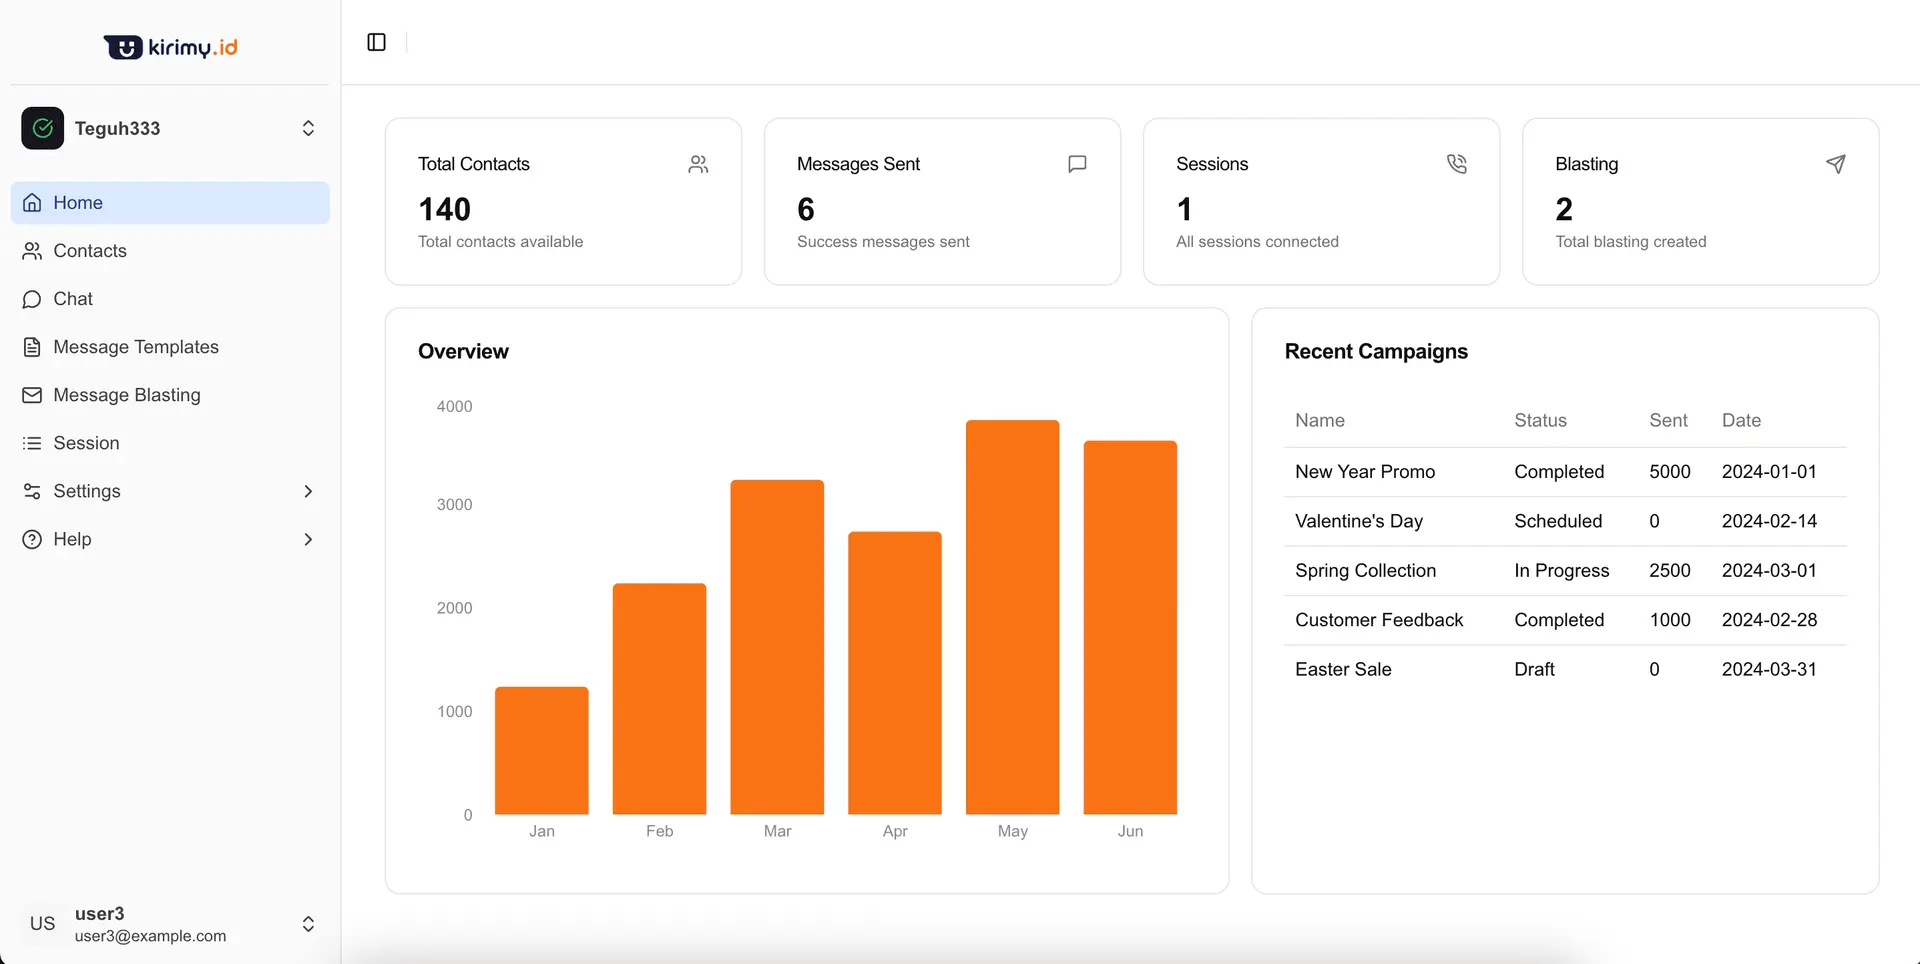 kirimy.id
Teguh333
Home
Contacts
Chat
Message Templates
Message Blasting
Session
Settings
Help
US
user3
user3@example.com
Total Contacts
140
Total contacts available
Messages Sent
6
Success messages sent
Sessions
1
All sessions connected
Blasting
2
Total blasting created
Overview
4000
3000
2000
1000
0
Jan Feb Mar Apr May Jun
Recent Campaigns
Name Status Sent Date
New Year Promo Completed 5000 2024-01-01
Valentine's Day Scheduled 0 2024-02-14
Spring Collection In Progress 2500 2024-03-01
Customer Feedback Completed 1000 2024-02-28
Easter Sale Draft 0 2024-03-31